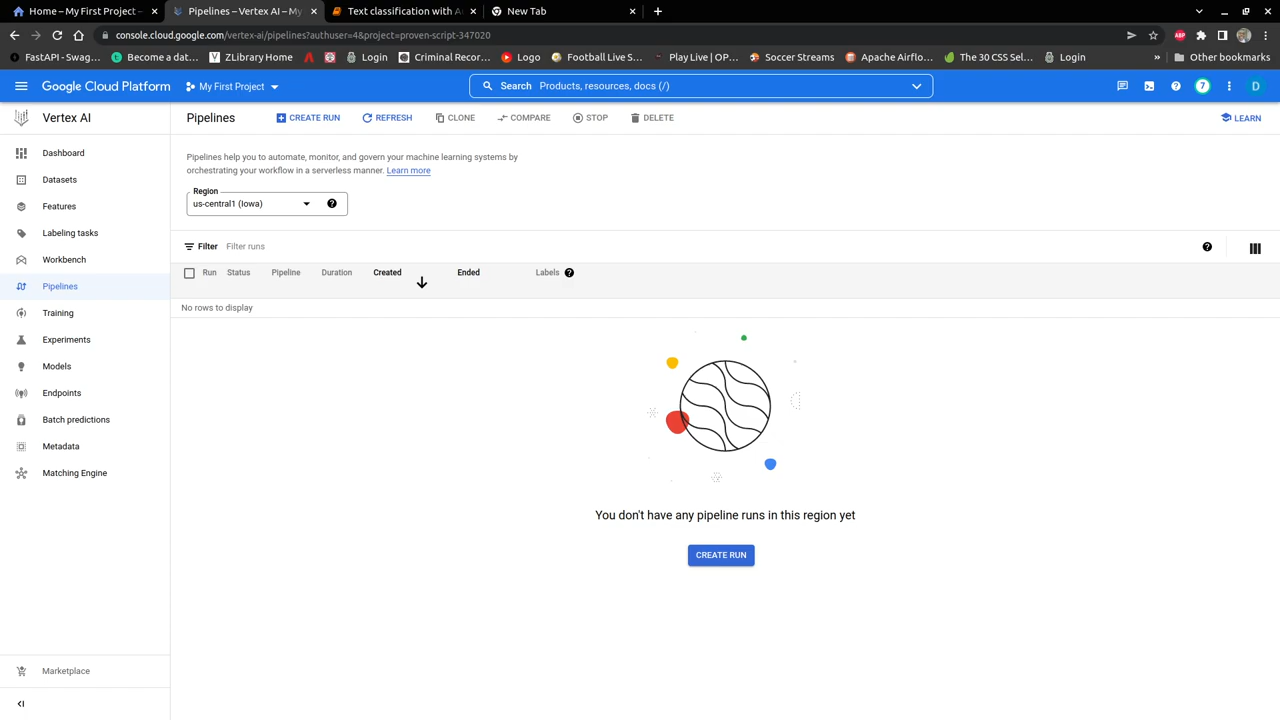 Home – My First Project –
Pipelines – Vertex AI – My
Text classification with A
New Tab
console.cloud.google.com/vertex-ai/pipelines?authuser=4&project=proven-script-347020
ABP
FastAPI - Swag...
Become a dat...
ZLibrary Home
Login
Criminal Recor...
Logo
Football Live S...
Play Live | OP...
Soccer Streams
Apache Airflo...
The 30 CSS Sel...
Login
»
Other bookmarks
Google Cloud Platform
My First Project
Search Products, resources, docs (/)
7
D
Vertex AI
Pipelines
CREATE RUN
REFRESH
CLONE
COMPARE
STOP
DELETE
LEARN
Dashboard
Datasets
Features
Labeling tasks
Workbench
Pipelines
Training
Experiments
Models
Endpoints
Batch predictions
Metadata
Matching Engine
Marketplace
Pipelines help you to automate, monitor, and govern your machine learning systems by
orchestrating your workflow in a serverless manner. Learn more
Region
us-central1 (Iowa)
Filter Filter runs
Run Status Pipeline Duration Created Ended Labels
No rows to display
You don't have any pipeline runs in this region yet
CREATE RUN